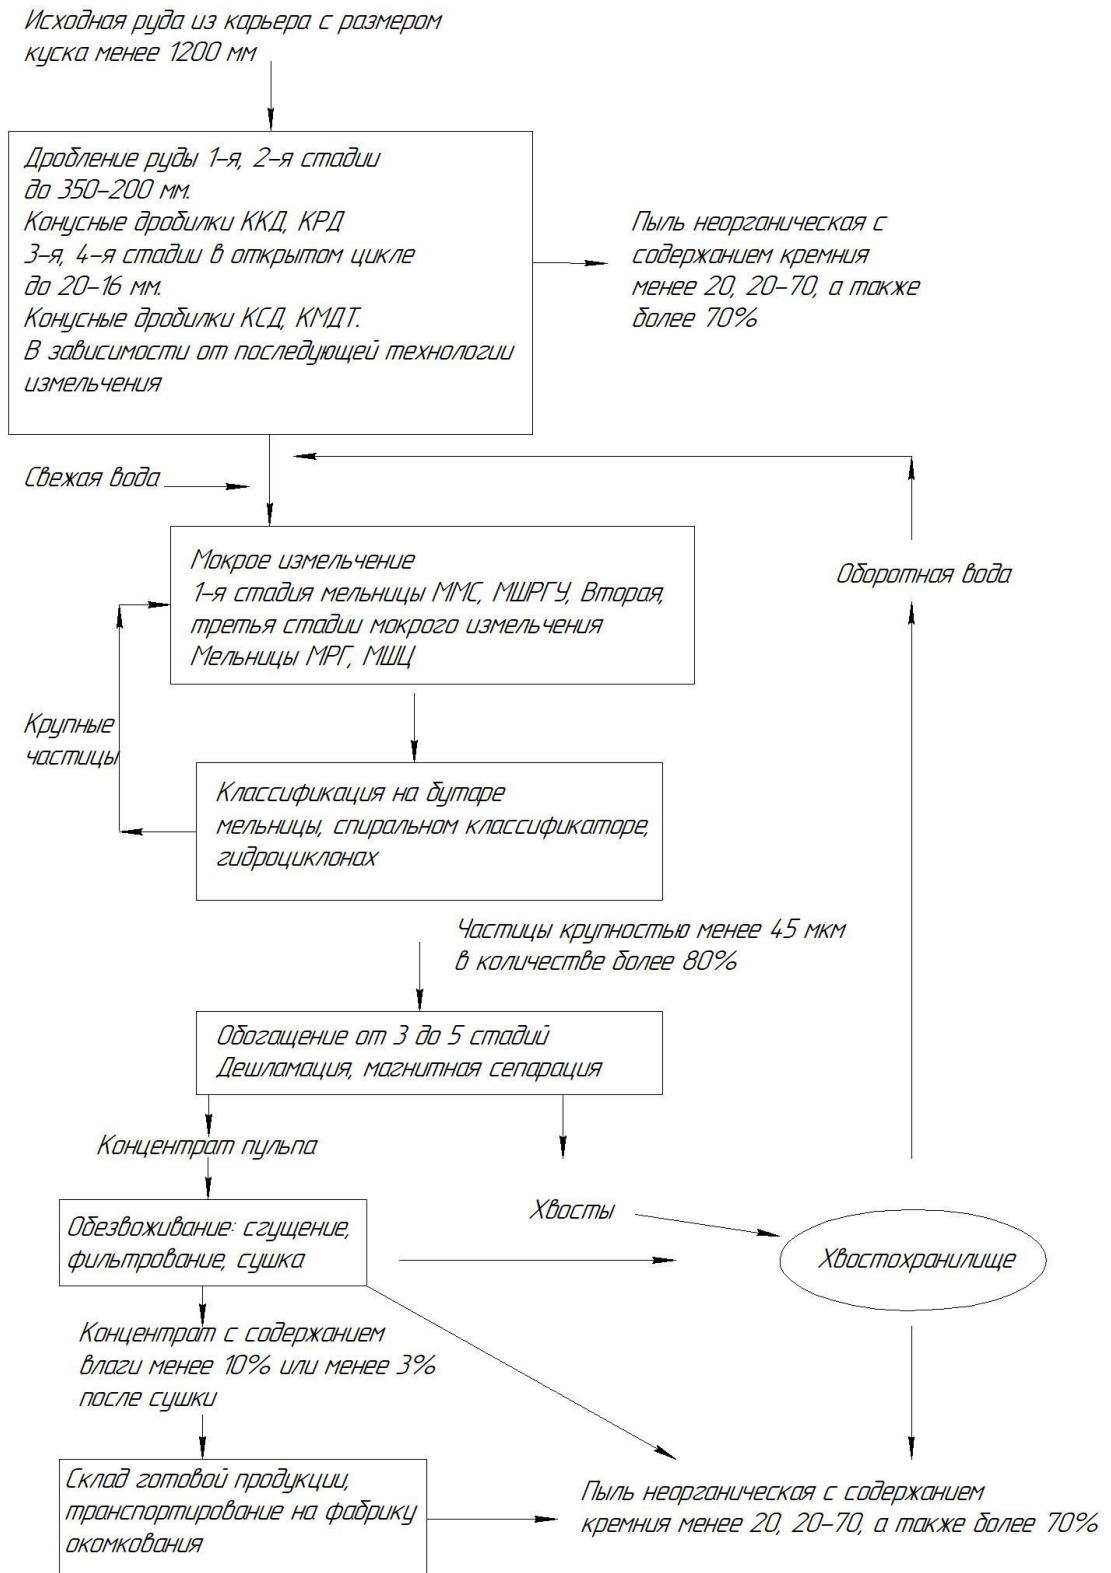 Исходная руда из карьера с размером
куска менее 1200 мм
Дробление руды 1-я, 2-я стадии
до 350-200 мм.
Конусные дробилки ККД, КРД
3-я, 4-я стадии в открытом цикле
до 20-16 мм.
Конусные дробилки КСД, КМДТ.
В зависимости от последующей технологии
измельчения
Пыль неорганическая с
содержанием кремния
менее 20, 20-70, а также
более 70%
Свежая вода
Мокрое измельчение
1-я стадия мельницы ММС, МШРГУ, Вторая,
третья стадии мокрого измельчения
Мельницы МРГ, МШЦ
Оборотная вода
Крупные
частицы
Классификация на бутаре
мельницы, спиральном классификаторе,
гидроциклонах
Частицы крупностью менее 45 мкм
в количестве более 80%
Обогащение от 3 до 5 стадий
Дешламация, магнитная сепарация
Концентрат пульпа
Хвосты
Обезвоживание: сгущение,
фильтрование, сушка
Хвостохранилище
Концентрат с содержанием
влаги менее 10% или менее 3%
после сушки
Склад готовой продукции,
транспортирование на фабрику
окомкования
Пыль неорганическая с содержанием
кремния менее 20, 20-70, а также более 70%